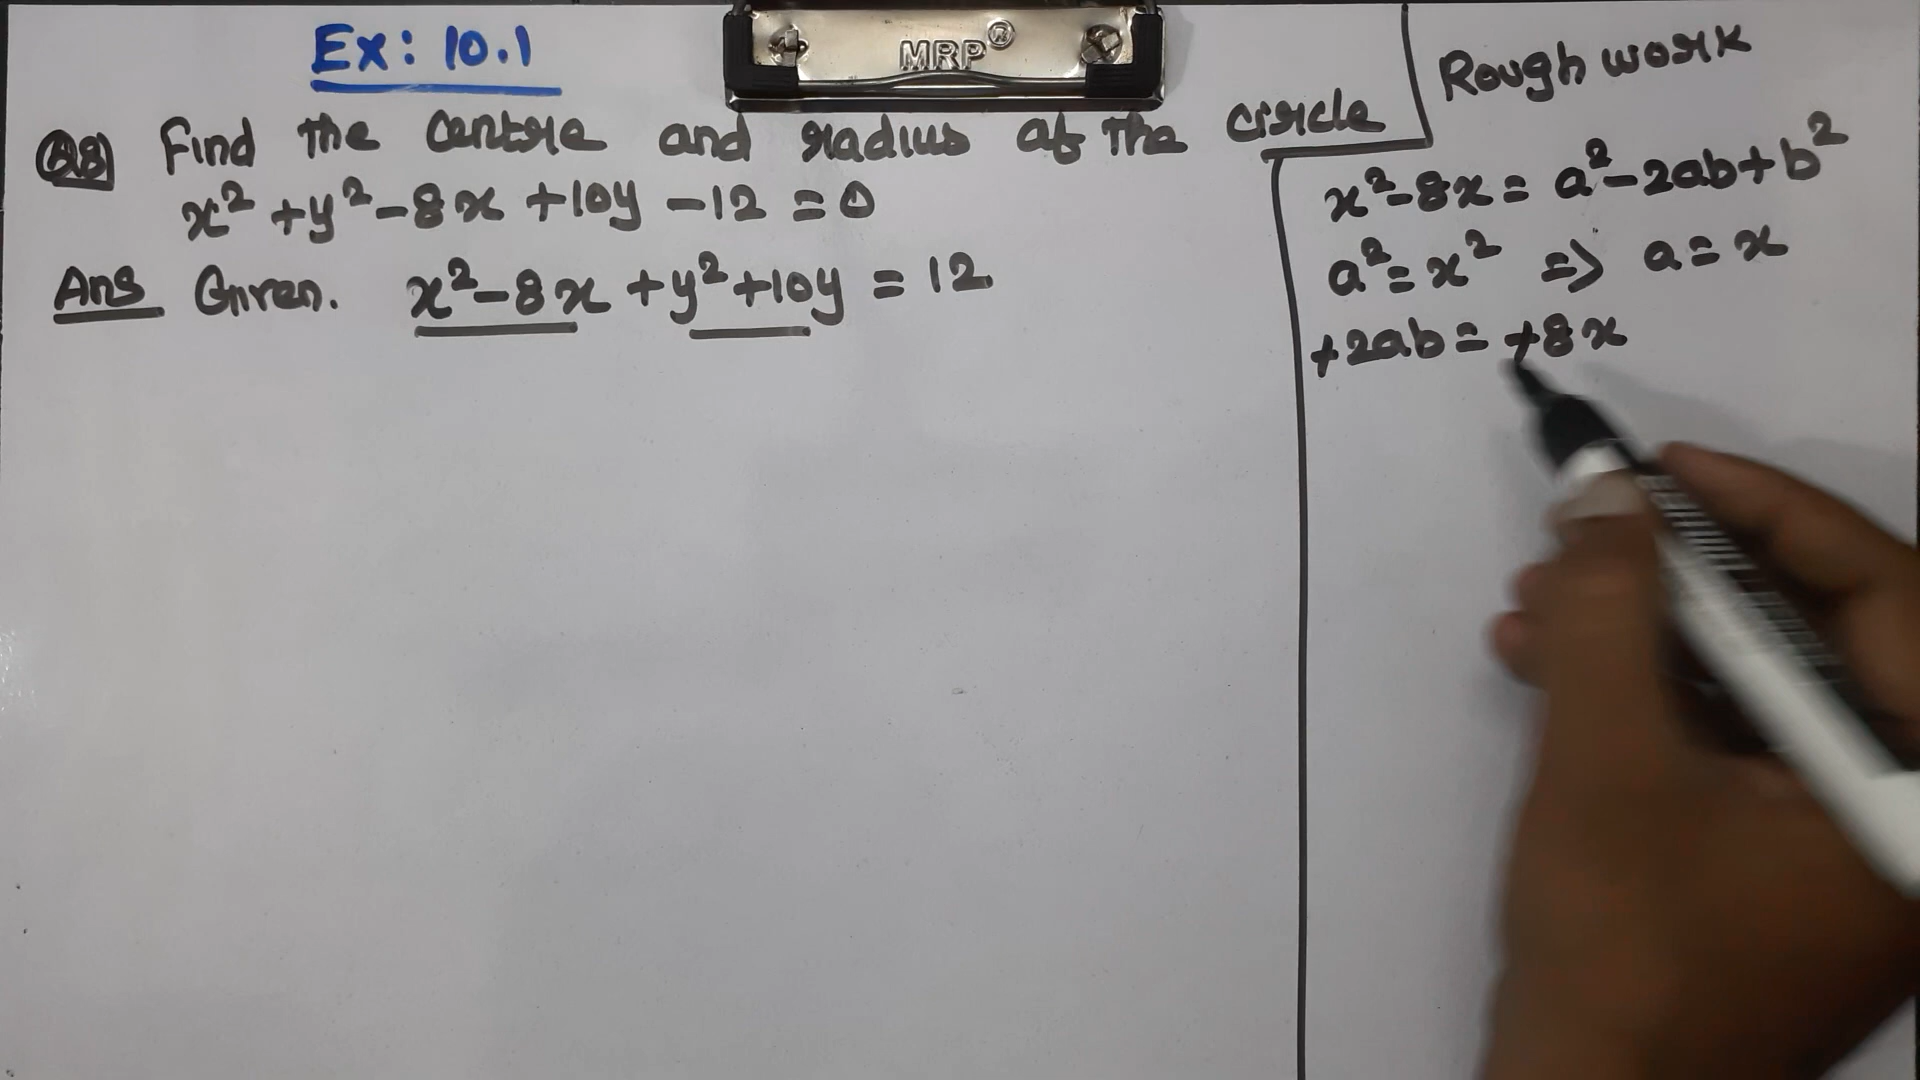 Ex: 10.1
MRP®
Q8) Find the centre and radius of the circle
x² + y² - 8x + 10y - 12 = 0
Ans Given. x² - 8x + y² + 10y = 12
Rough work
x² - 8x = a² - 2ab + b²
a² = x² => a = x
+2ab = +8x